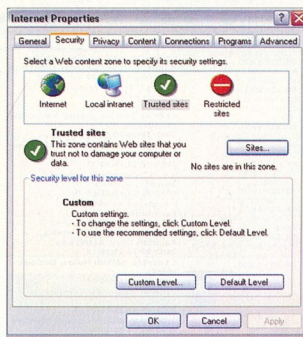 Internet Properties
General Security Privacy Content Connections Programs Advanced
Select a Web content zone to specify its security settings.
Internet Local intranet Trusted sites Restricted
sites
Trusted sites
This zone contains Web sites that you
trust not to damage your computer or
data.
Sites...
No sites are in this zone.
Security level for this zone
Custom
Custom settings.
- To change the settings, click Custom Level.
- To use the recommended settings, click Default Level.
Custom Level... Default Level
OK Cancel Apply